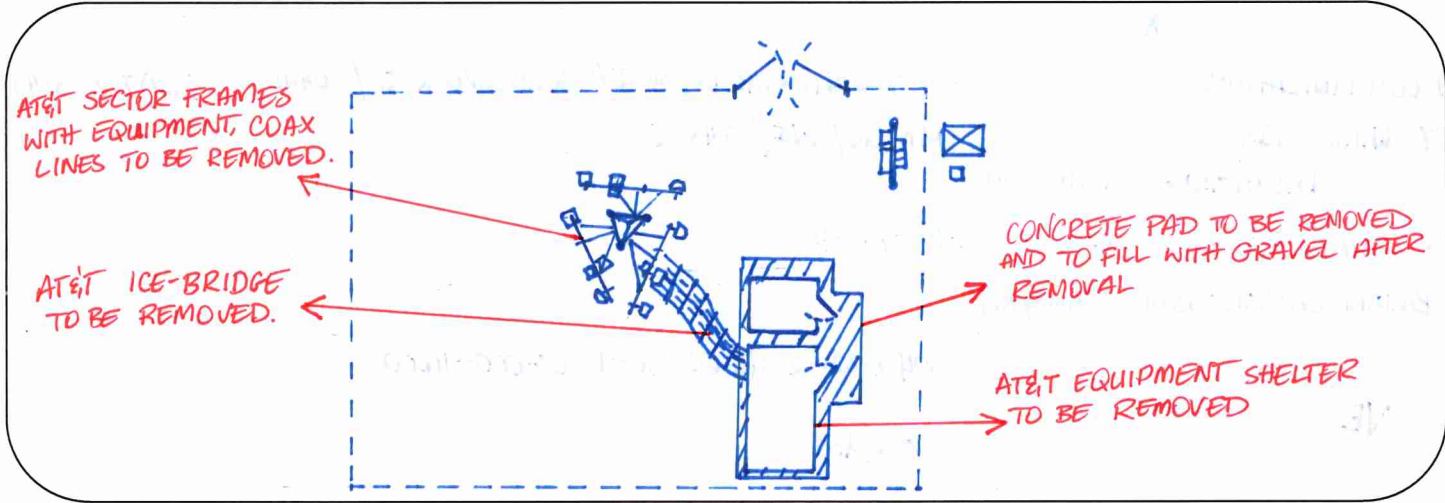 AT&T SECTOR FRAMES
WITH EQUIPMENT, COAX
LINES TO BE REMOVED.
AT&T ICE-BRIDGE
TO BE REMOVED.
CONCRETE PAD TO BE REMOVED
AND TO FILL WITH GRAVEL AFTER
REMOVAL
AT&T EQUIPMENT SHELTER
TO BE REMOVED